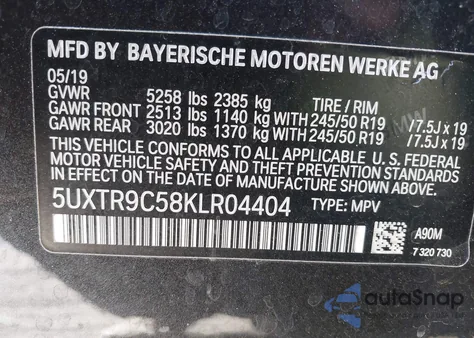 MFD BY BAYERISCHE MOTOREN WERKE AG
05/19
GVWR 5258 lbs 2385 kg TIRE / RIM
GAWR FRONT 2513 lbs 1140 kg WITH 245/50 R19 /7.5J x 19
GAWR REAR 3020 lbs 1370 kg WITH 245/50 R19 /7.5J x 19
THIS VEHICLE CONFORMS TO ALL APPLICABLE U. S. FEDERAL
MOTOR VEHICLE SAFETY AND THEFT PREVENTION STANDARDS
IN EFFECT ON THE DATE OF MANUFACTURE SHOWN ABOVE.
5UXTR9C58KLR04404 TYPE: MPV
A90M
7 320 730
autoSnap